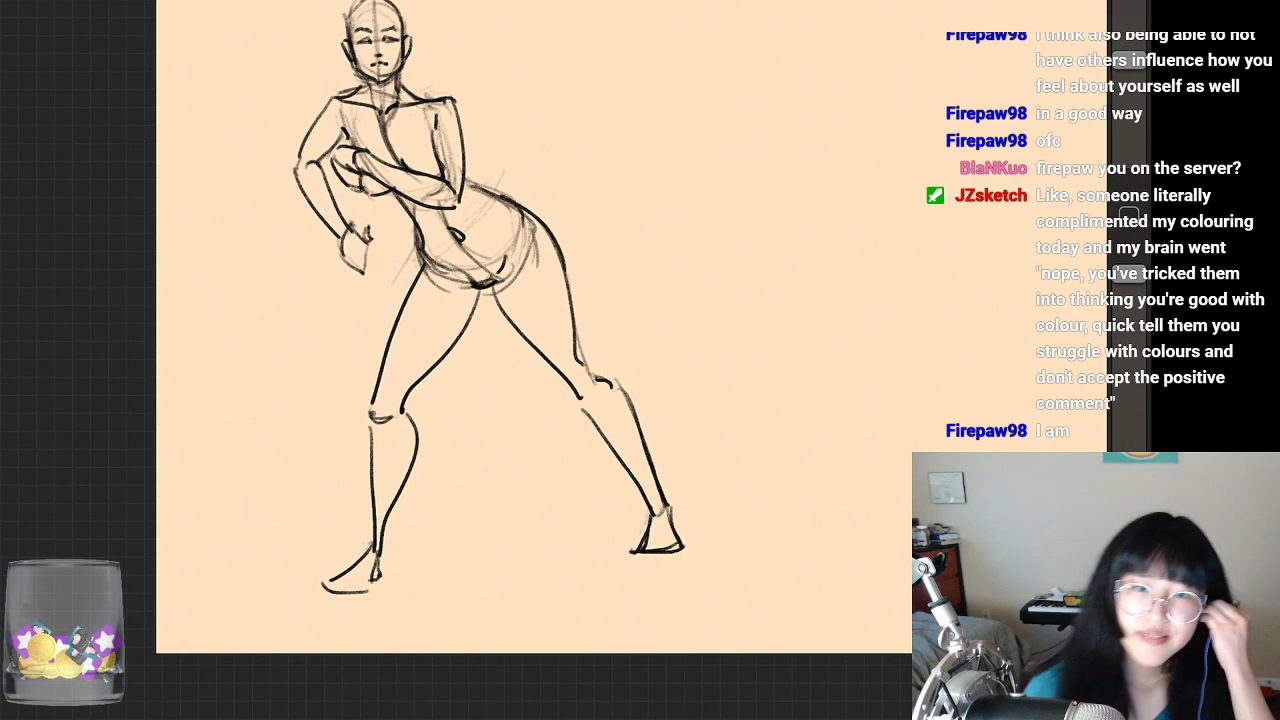 Firepaw98 I think also being able to not
have others influence how you
feel about yourself as well
Firepaw98 in a good way
Firepaw98 ofc
BlaNKuo firepaw you on the server?
JZsketch Like, someone literally
complimented my colouring
today and my brain went
"nope, you've tricked them
into thinking you're good with
colour, quick tell them you
struggle with colours and
don't accept the positive
comment"
Firepaw98 I am